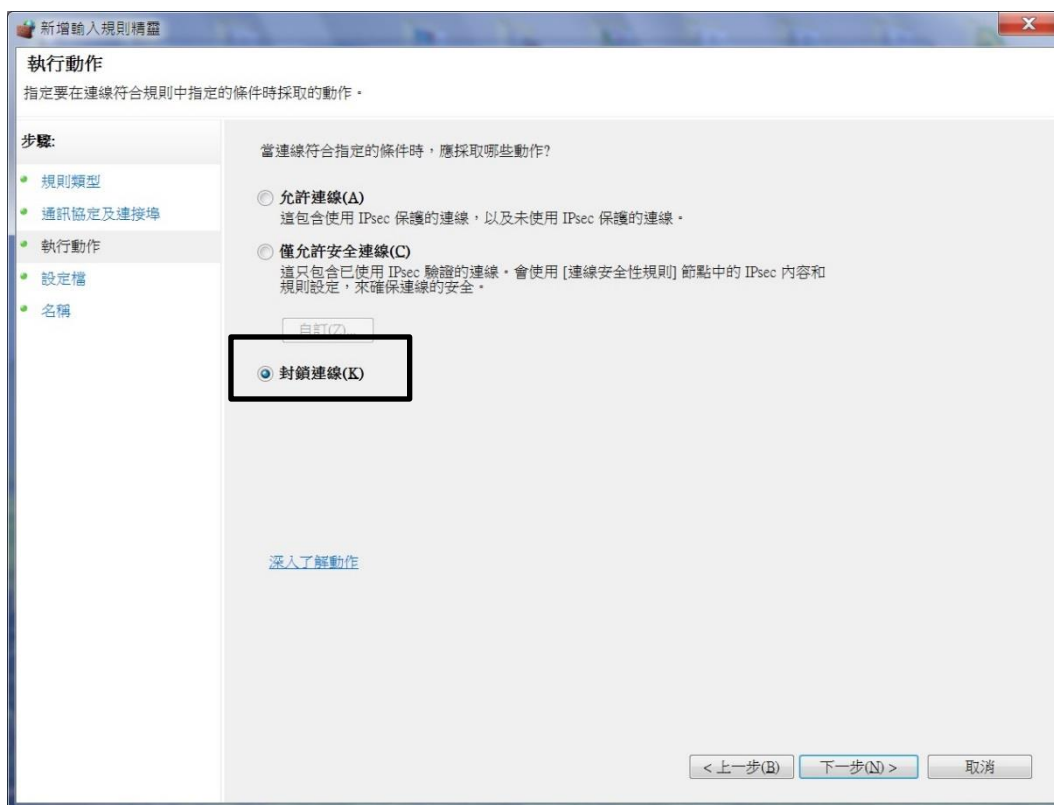 新增輸入規則精靈
執行動作
指定要在連線符合規則中指定的條件時採取的動作。
步驟:
規則類型
通訊協定及連接埠
執行動作
設定檔
名稱
當連線符合指定的條件時，應採取哪些動作?
允許連線(A)
這包含使用 IPsec 保護的連線，以及未使用 IPsec 保護的連線。
僅允許安全連線(C)
這只包含已使用 IPsec 驗證的連線。會使用 [連線安全性規則] 節點中的 IPsec 內容和
規則設定，來確保連線的安全。
自訂(Z)...
封鎖連線(K)
深入了解動作
< 上一步(B)
下一步(N) >
取消